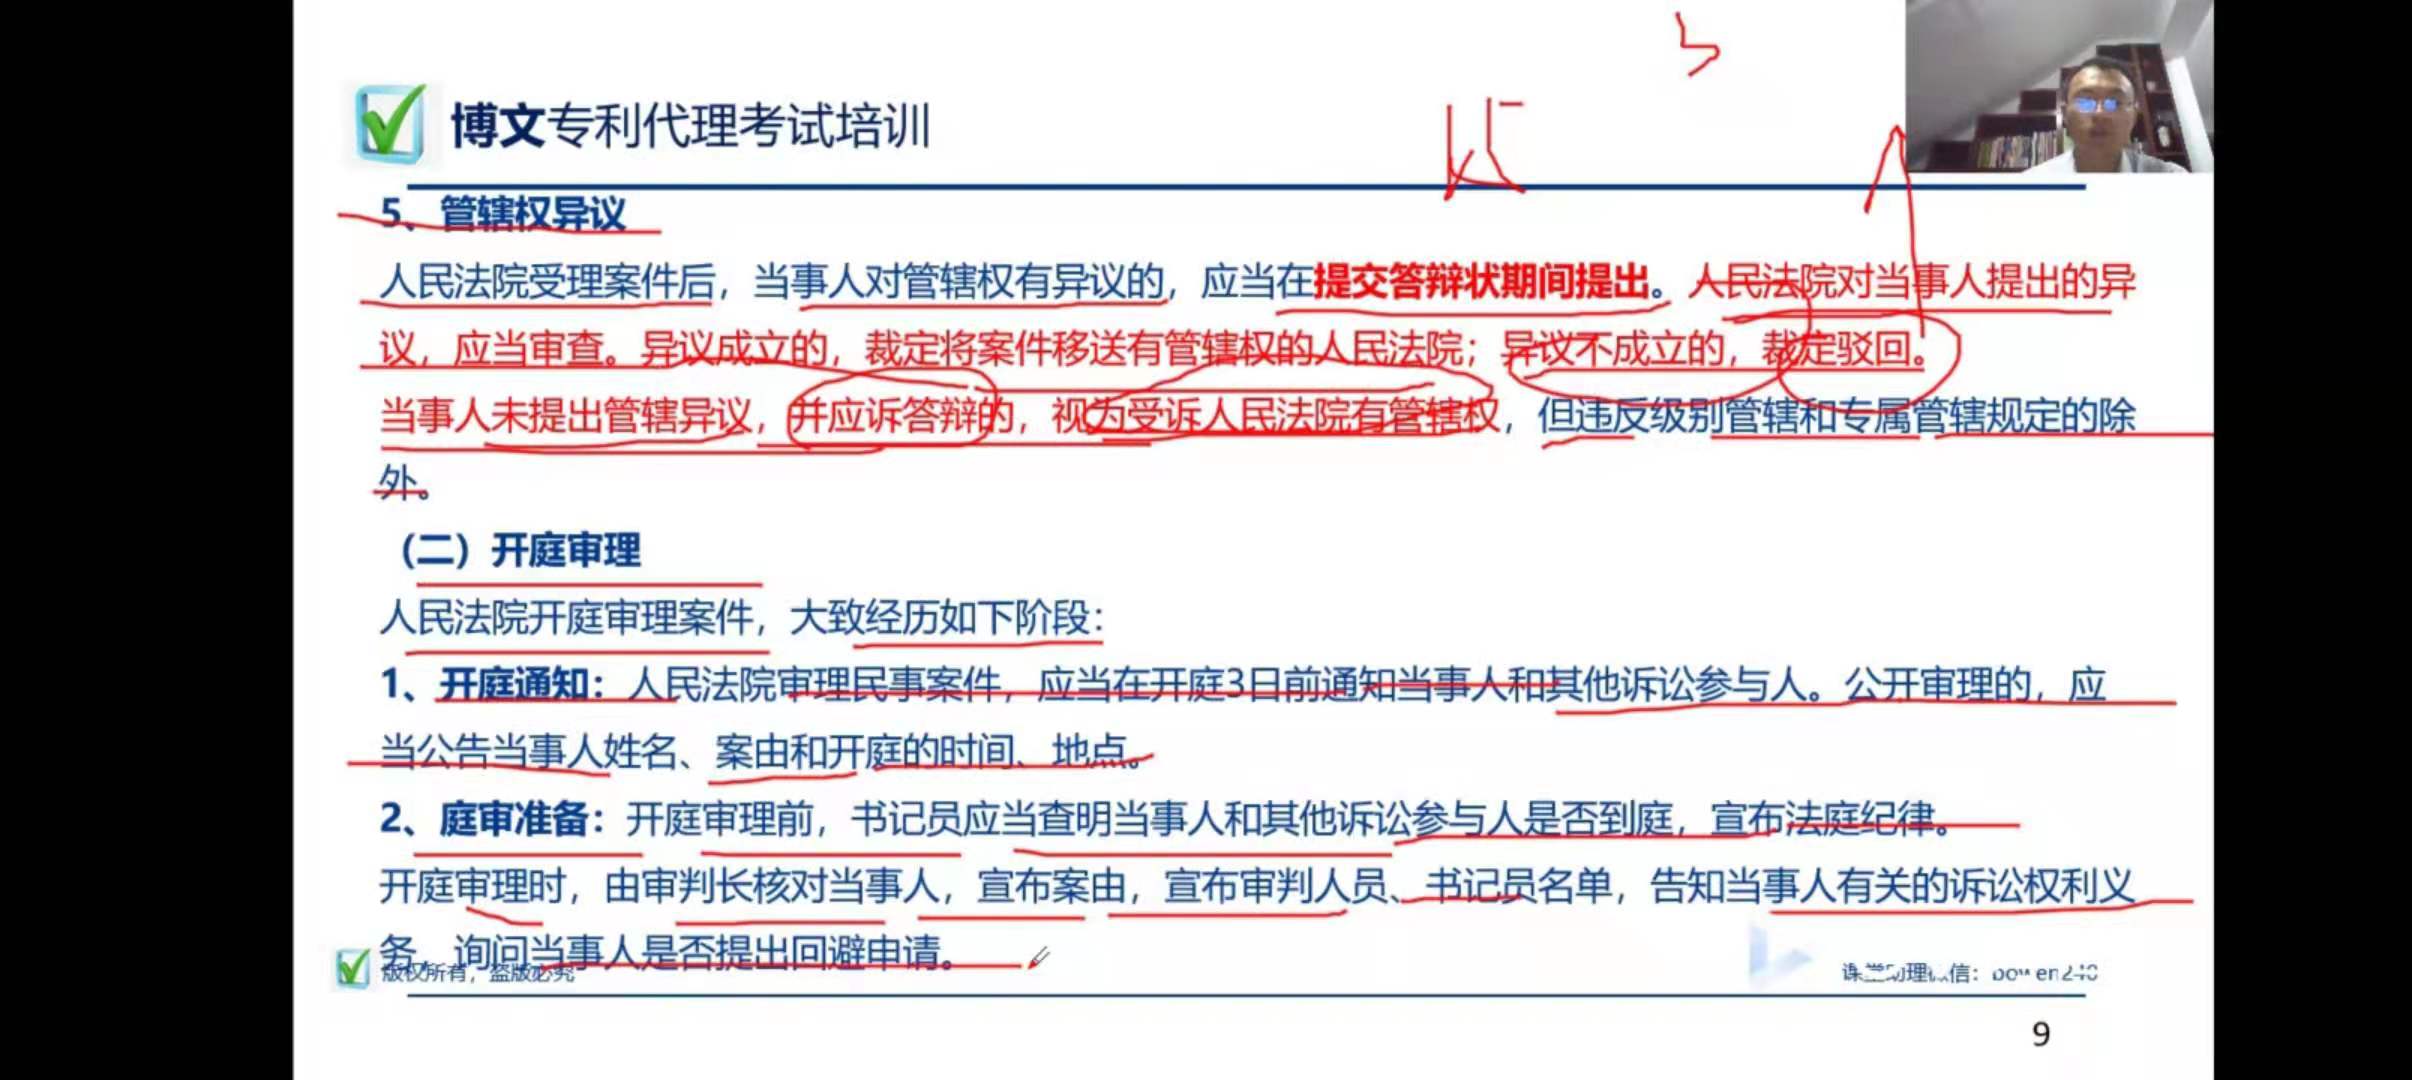 博文专利代理考试培训
5、管辖权异议
人民法院受理案件后，当事人对管辖权有异议的，应当在提交答辩状期间提出。人民法院对当事人提出的异
议，应当审查。异议成立的，裁定将案件移送有管辖权的人民法院；异议不成立的，裁定驳回。
当事人未提出管辖异议，并应诉答辩的，视为受诉人民法院有管辖权，但违反级别管辖和专属管辖规定的除
外。
（二）开庭审理
人民法院开庭审理案件，大致经历如下阶段：
1、开庭通知：人民法院审理民事案件，应当在开庭3日前通知当事人和其他诉讼参与人。公开审理的，应
当公告当事人姓名、案由和开庭的时间、地点。
2、庭审准备：开庭审理前，书记员应当查明当事人和其他诉讼参与人是否到庭，宣布法庭纪律。
开庭审理时，由审判长核对当事人，宣布案由，宣布审判人员、书记员名单，告知当事人有关的诉讼权利义
务，询问当事人是否提出回避申请。
版权所有，盗版必究
课堂助理微信：bowen240
9